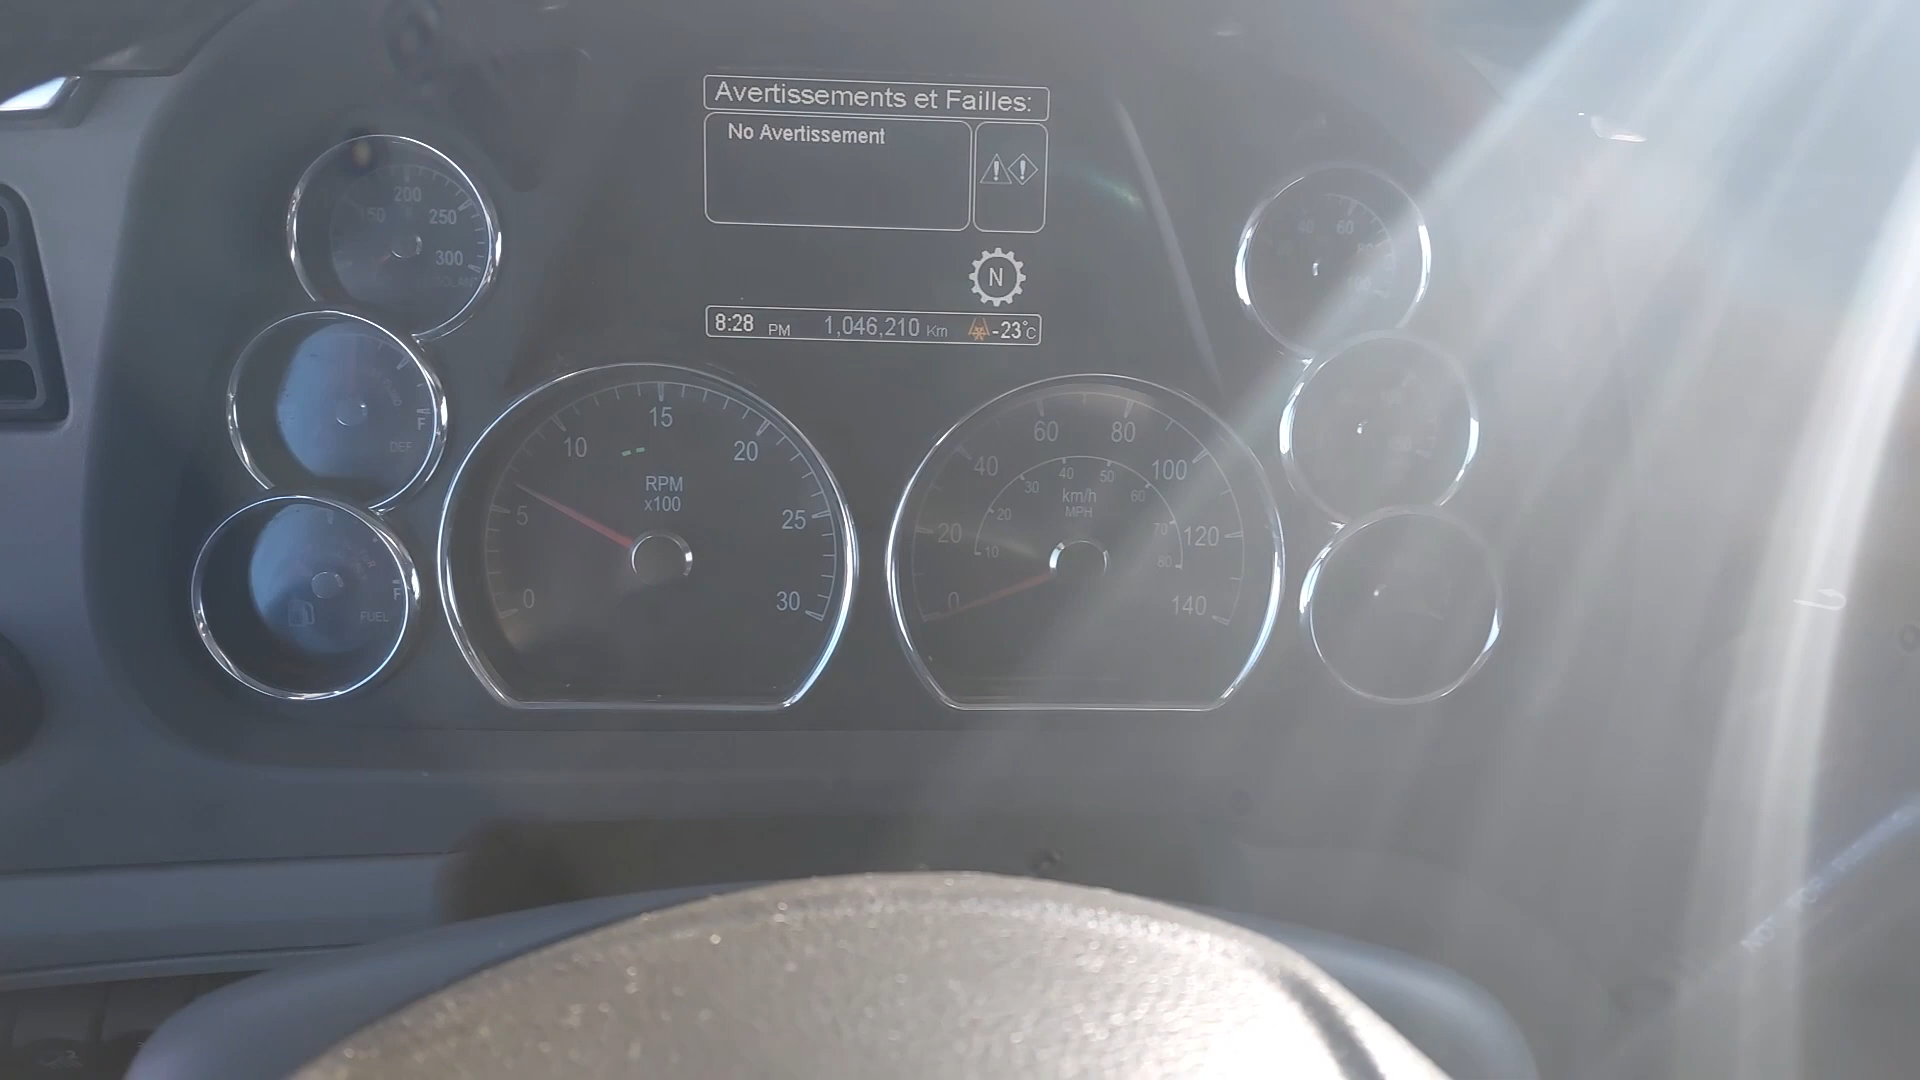 Avertissements et Failles:
No Avertissement
N
8:28 PM 1,046,210 Km -23°C
150 200 250 300
F
DEF
F
FUEL
0 5 10 15 20 25 30
RPM
x100
0 20 40 60 80 100 120 140
10 20 30 40 50 60 70 80
km/h
MPH
40 60 80